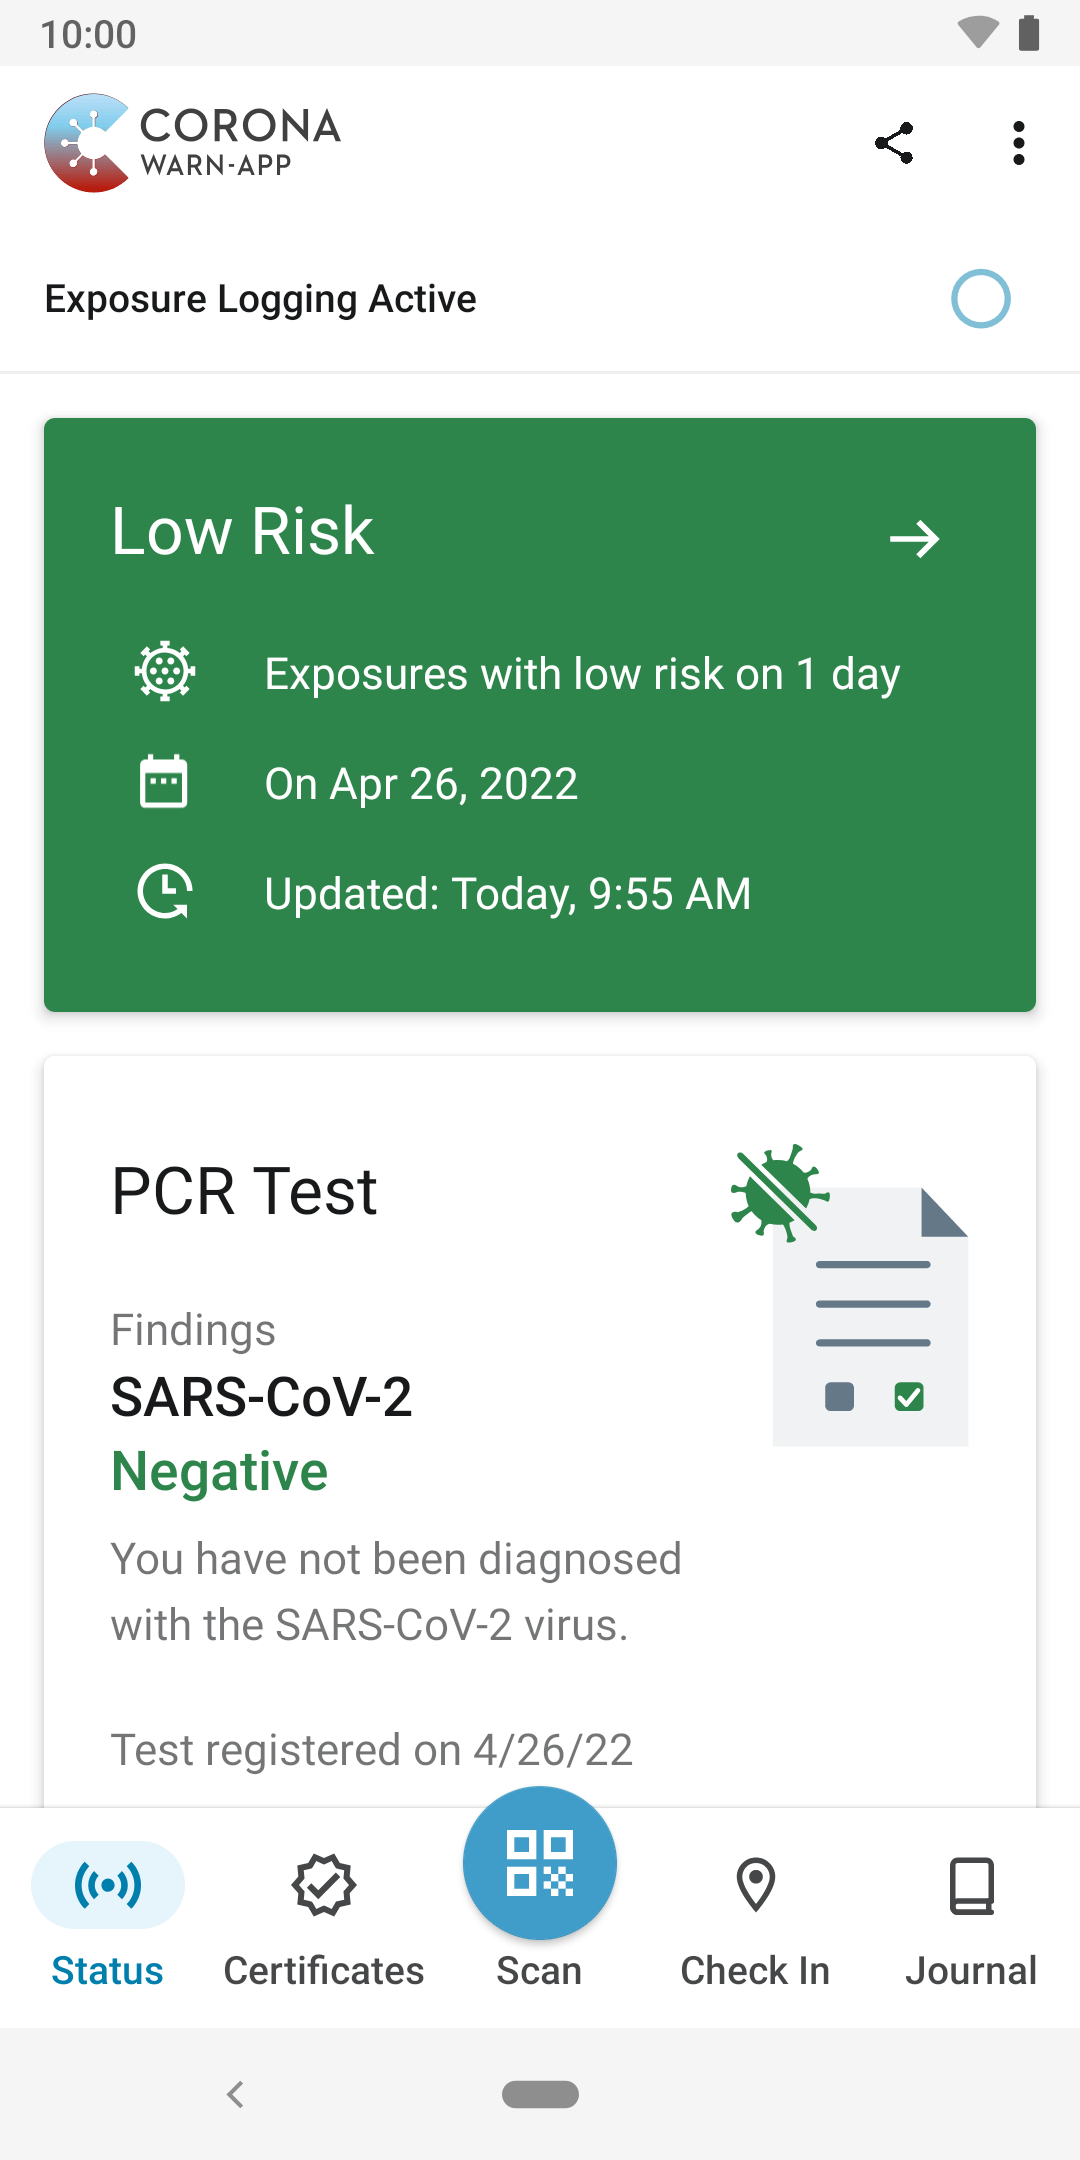 10:00
CORONA
WARN-APP
Exposure Logging Active
Low Risk
Exposures with low risk on 1 day
On Apr 26, 2022
Updated: Today, 9:55 AM
PCR Test
Findings
SARS-CoV-2
Negative
You have not been diagnosed
with the SARS-CoV-2 virus.
Test registered on 4/26/22
Status
Certificates
Scan
Check In
Journal